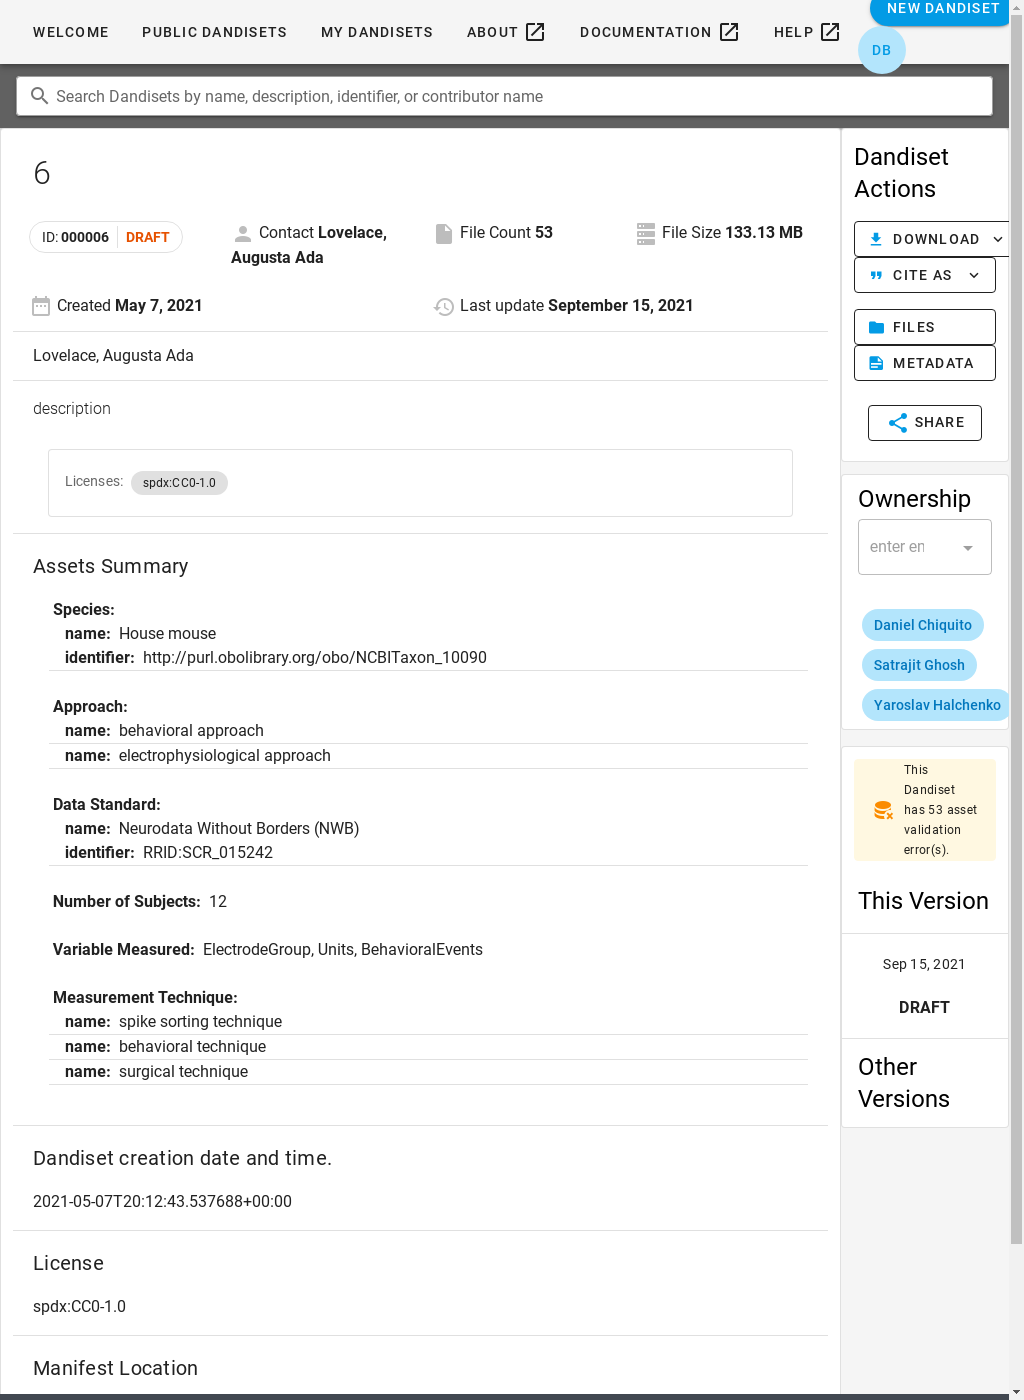 WELCOME PUBLIC DANDISETS MY DANDISETS ABOUT DOCUMENTATION HELP NEW DANDISET
DB
Search Dandisets by name, description, identifier, or contributor name
6
ID: 000006 DRAFT
Contact Lovelace, Augusta Ada
File Count 53
File Size 133.13 MB
Created May 7, 2021
Last update September 15, 2021
Lovelace, Augusta Ada
description
Licenses: spdx:CC0-1.0
Assets Summary
Species:
name: House mouse
identifier: http://purl.obolibrary.org/obo/NCBITaxon_10090
Approach:
name: behavioral approach
name: electrophysiological approach
Data Standard:
name: Neurodata Without Borders (NWB)
identifier: RRID:SCR_015242
Number of Subjects: 12
Variable Measured: ElectrodeGroup, Units, BehavioralEvents
Measurement Technique:
name: spike sorting technique
name: behavioral technique
name: surgical technique
Dandiset creation date and time.
2021-05-07T20:12:43.537688+00:00
License
spdx:CC0-1.0
Manifest Location
Dandiset
Actions
DOWNLOAD
CITE AS
FILES
METADATA
SHARE
Ownership
enter en
Daniel Chiquito
Satrajit Ghosh
Yaroslav Halchenko
This
Dandiset
has 53 asset
validation
error(s).
This Version
Sep 15, 2021
DRAFT
Other
Versions